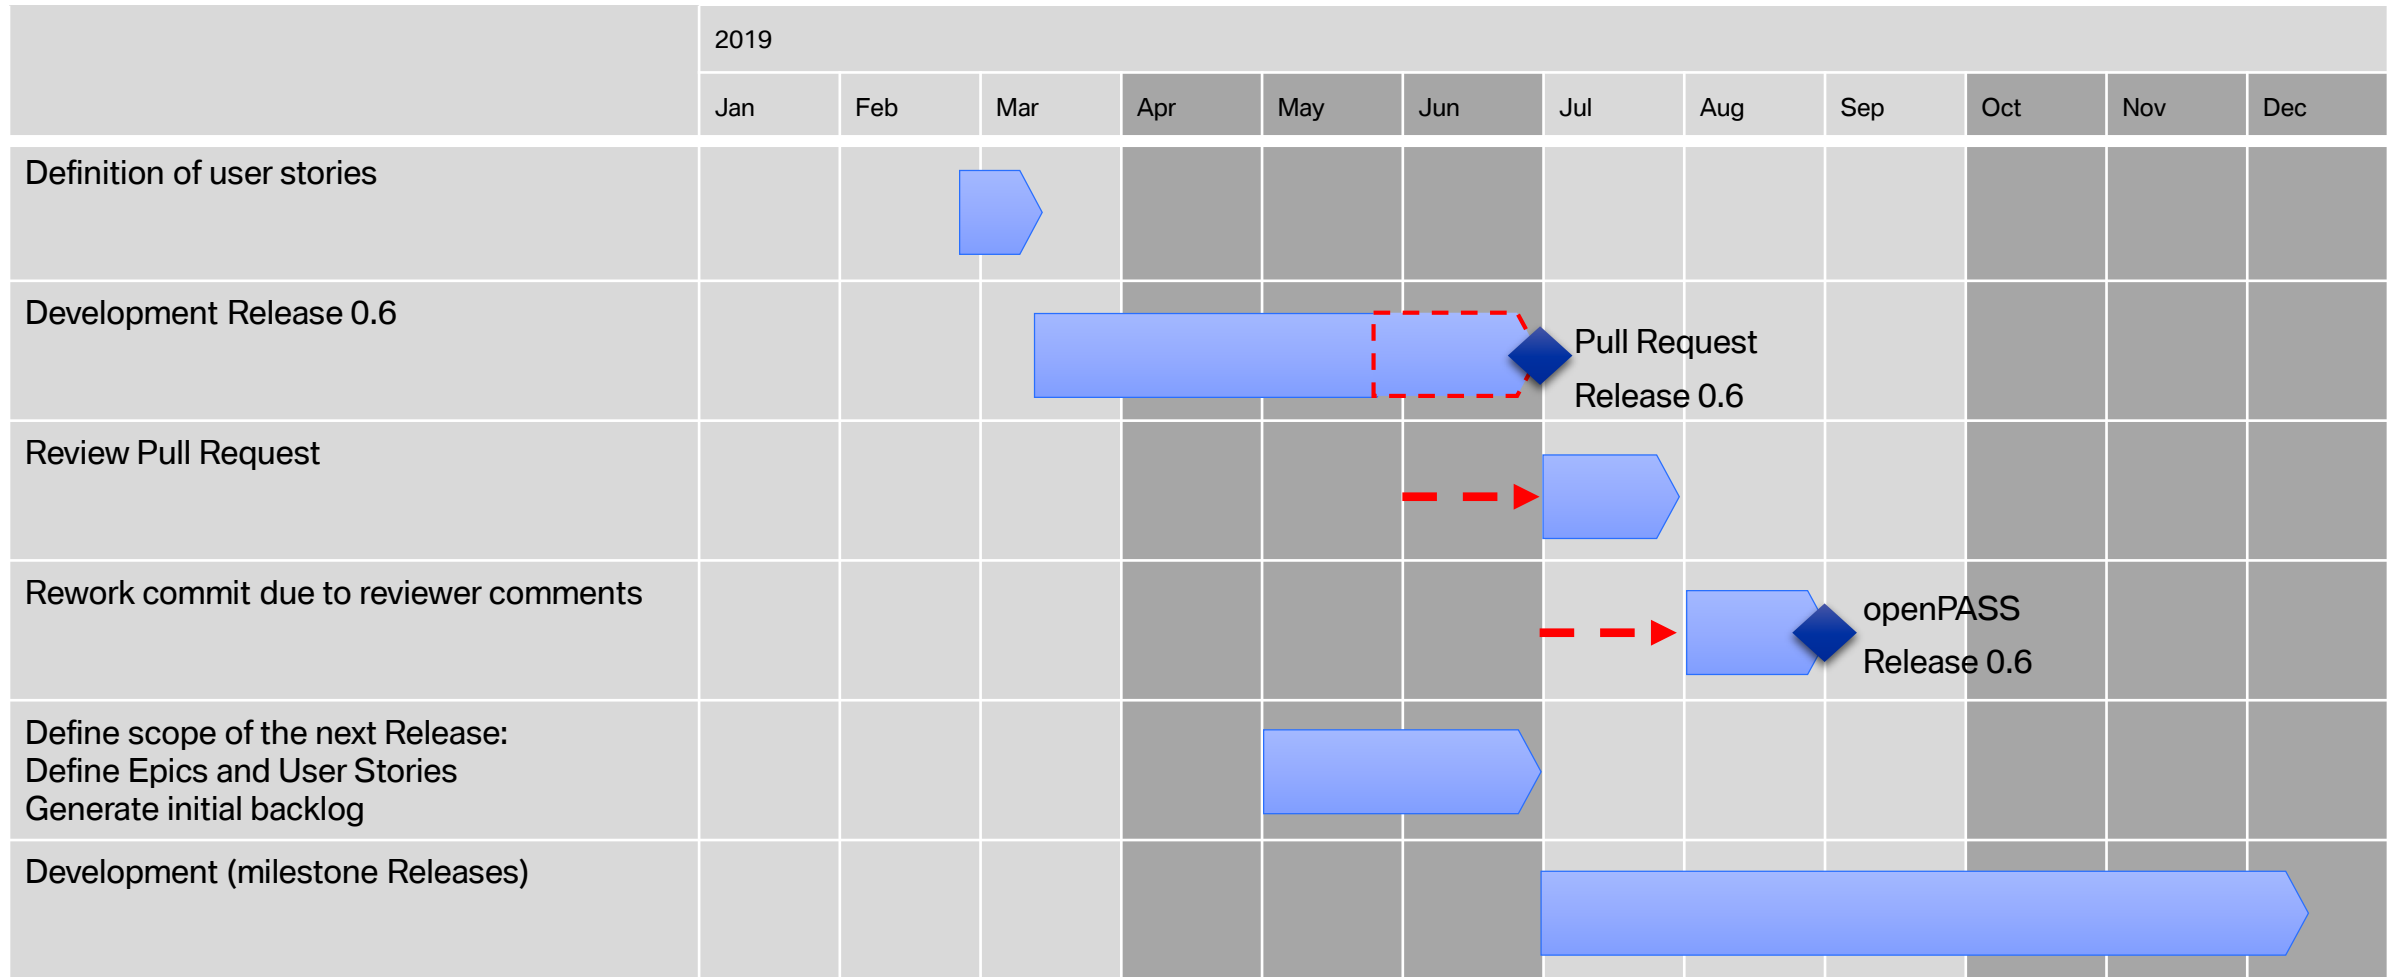 2019
Jan
Feb
Mar
Apr
May
Jun
Jul
Aug
Sep
Oct
Nov
Dec
Definition of user stories
Development Release 0.6
Pull Request
Release 0.6
Review Pull Request
Rework commit due to reviewer comments
openPASS
Release 0.6
Define scope of the next Release:
Define Epics and User Stories
Generate initial backlog
Development (milestone Releases)